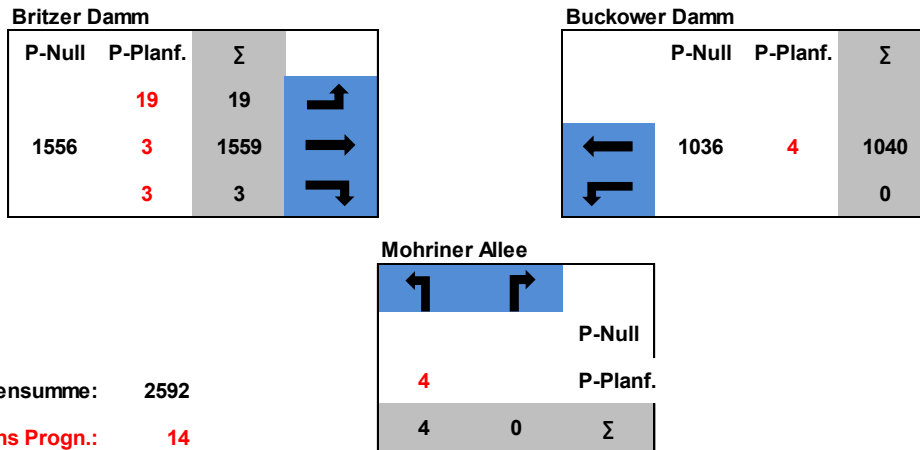 Britzer Damm
P-Null P-Planf. Σ
19 19
1556 3 1559
3 3
Buckower Damm
P-Null P-Planf. Σ
1036 4 1040
0
Mohriner Allee
P-Null
4 P-Planf.
4 0 Σ
ensumme: 2592
ns Progn.: 14